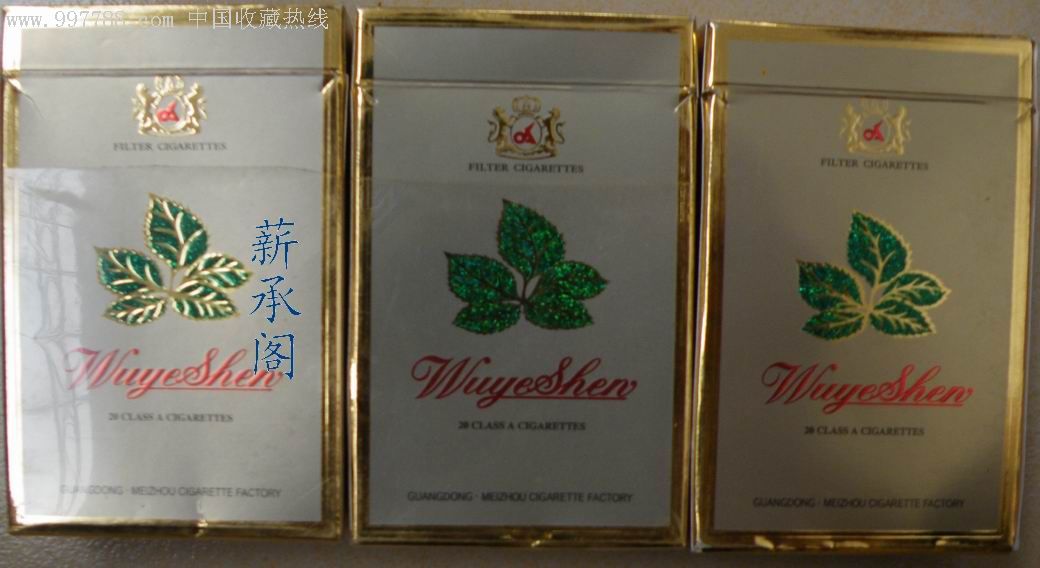 www.997788.com 中国收藏热线
FILTER CIGARETTES
WuyeShen
20 CLASS A CIGARETTES
GUANGDONG · MEIZHOU CIGARETTE FACTORY
薪承阁
FILTER CIGARETTES
WuyeShen
20 CLASS A CIGARETTES
GUANGDONG · MEIZHOU CIGARETTE FACTORY
FILTER CIGARETTES
WuyeShen
20 CLASS A CIGARETTES
GUANGDONG · MEIZHOU CIGARETTE FACTORY